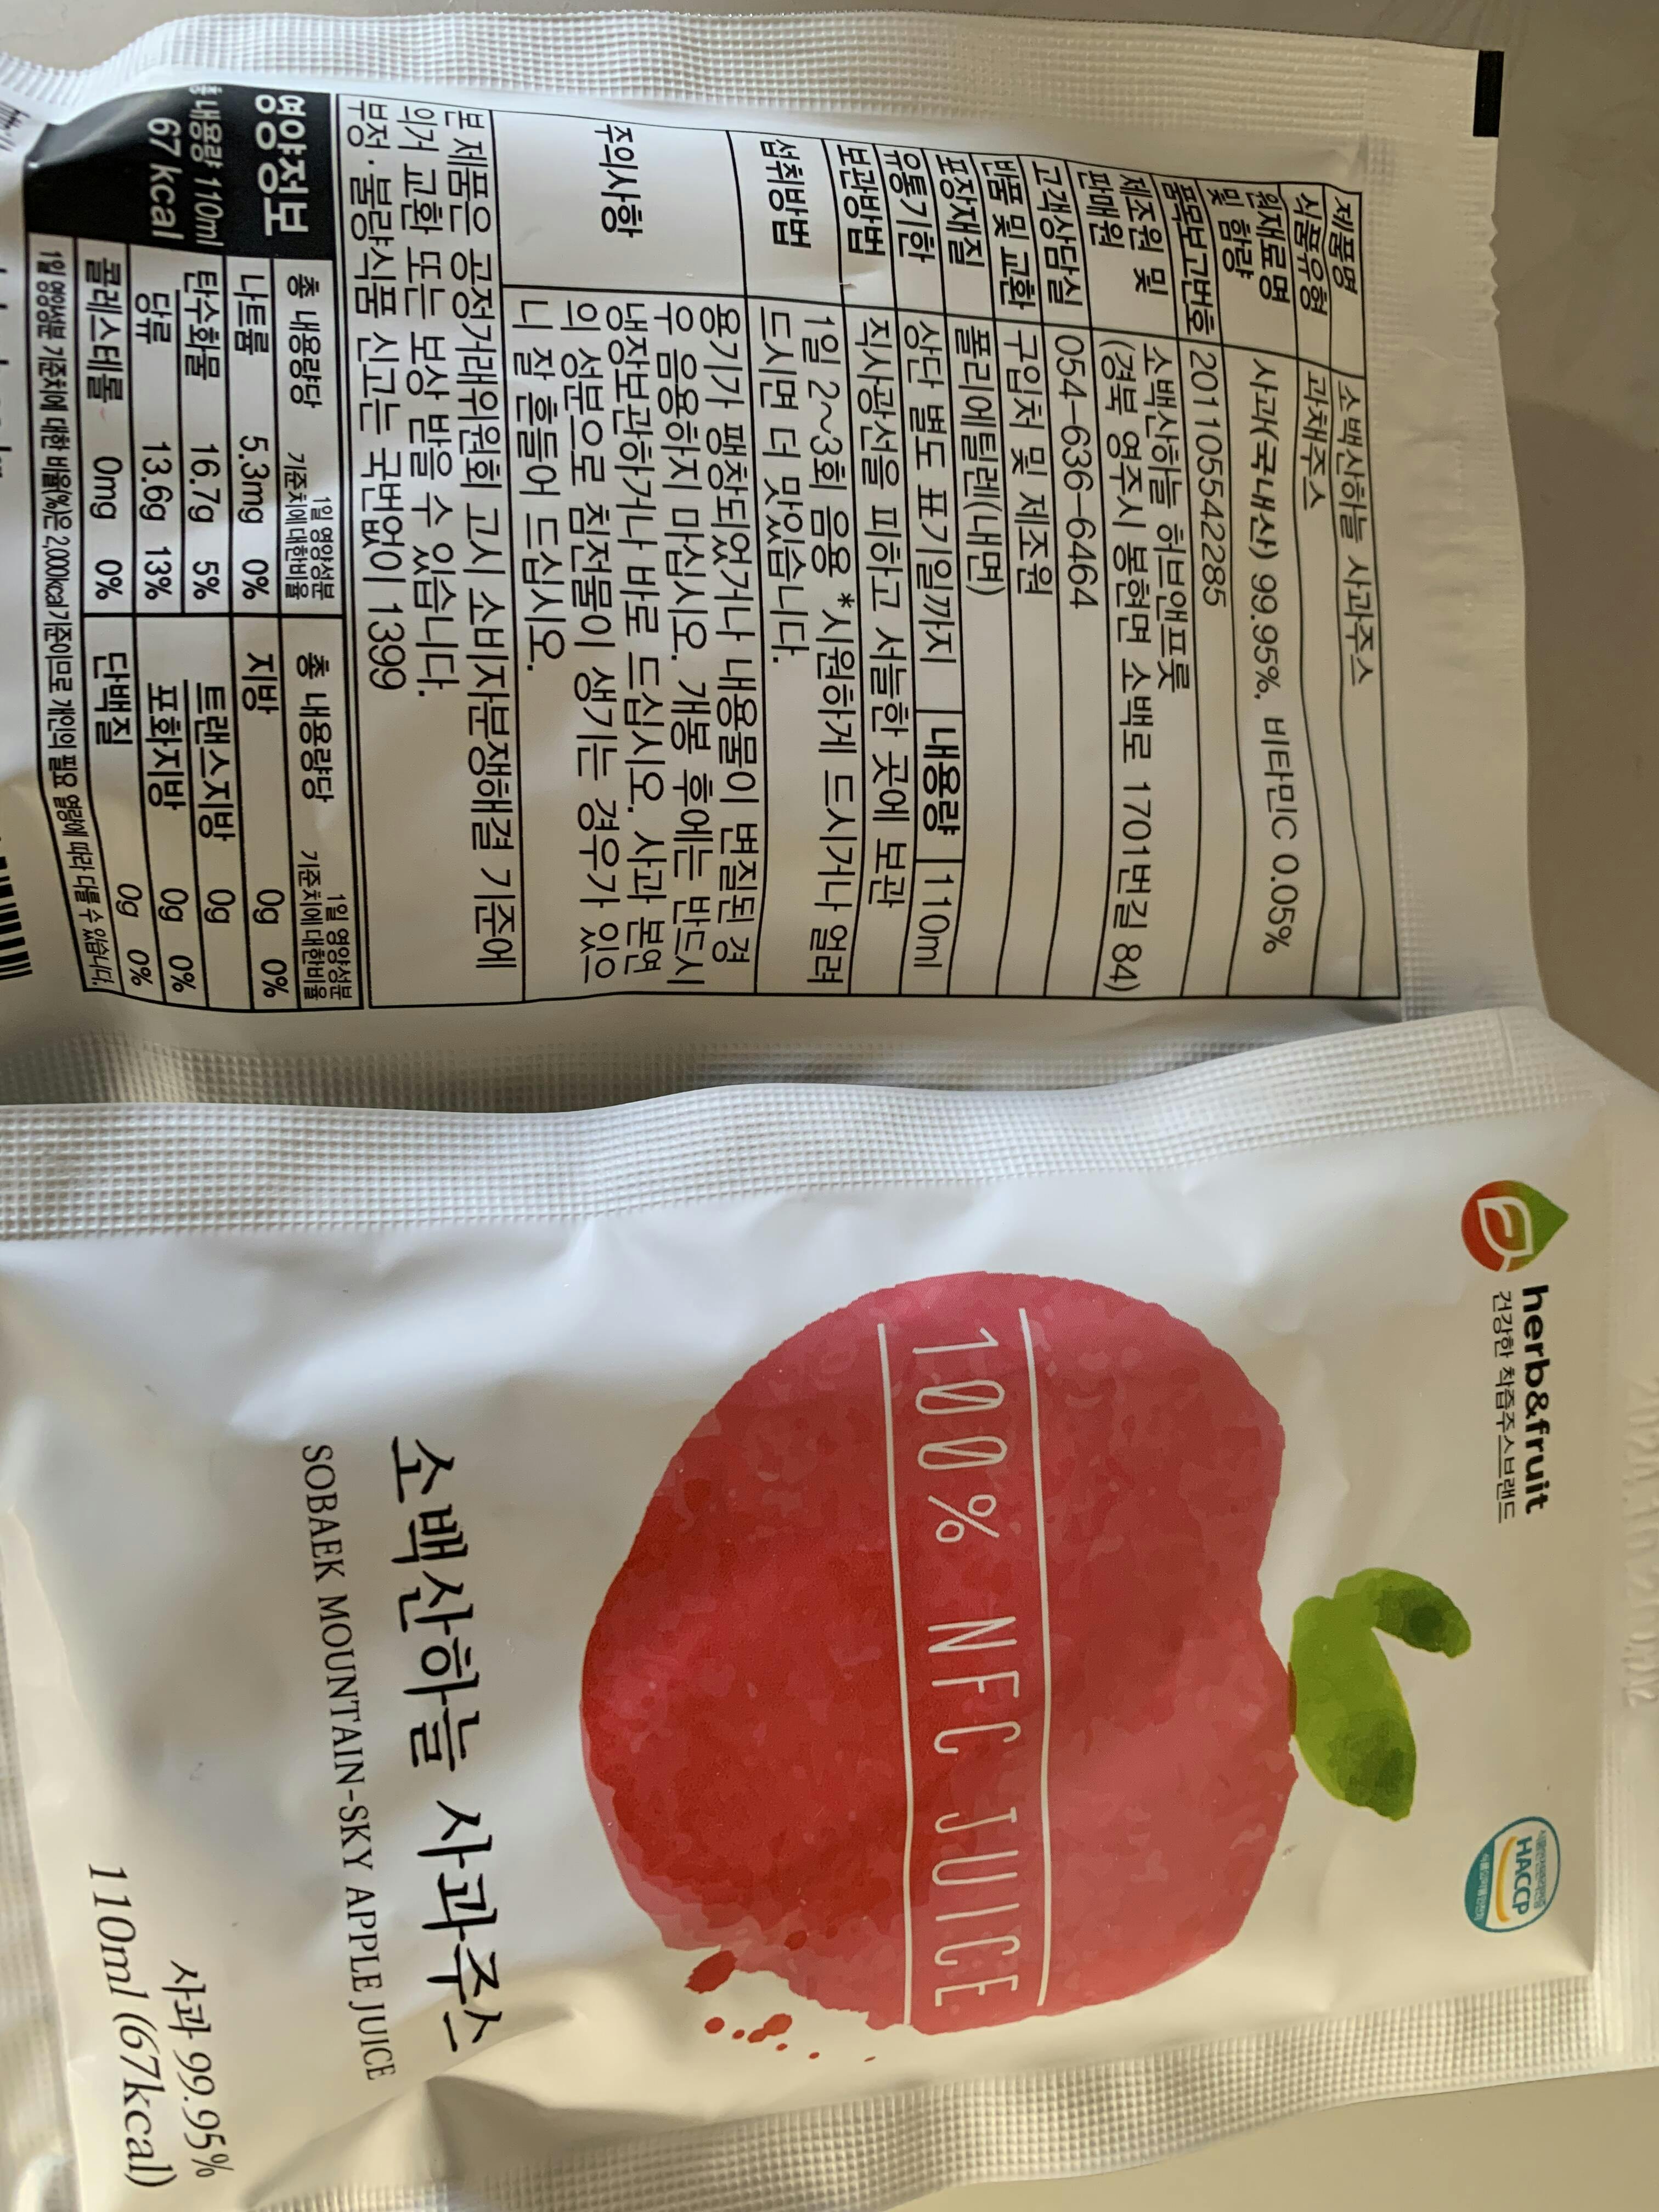 제품명 소백산하늘 사과주스
식품유형 과채주스
원재료명 및 함량 사과(국내산) 99.95%, 비타민C 0.05%
품목보고번호 201105542285
제조원 및 판매원 소백산하늘 허브앤프룻
(경북 영주시 봉현면 소백로 1701번길 84)
고객상담실 054-636-6464
반품 및 교환 구입처 및 제조원
포장재질 폴리에틸렌(내면)
유통기한 상단 별도 표기일까지 내용량 110ml
보관방법 직사광선을 피하고 서늘한 곳에 보관
섭취방법 1일 2~3회 음용 *시원하게 드시거나 얼려
드시면 더 맛있습니다.
주의사항 용기가 팽창되었거나 내용물이 변질된 경
우 음용하지 마십시오. 개봉 후에는 반드시
냉장보관하거나 바로 드십시오. 사과 본연
의 성분으로 침전물이 생기는 경우가 있으
니 잘 흔들어 드십시오.
본 제품은 공정거래위원회 고시 소비자분쟁해결 기준에
의거 교환 또는 보상 받을 수 있습니다.
부정·불량식품 신고는 국번없이 1399
영양정보
내용량 110ml
67 kcal
총 내용량당 1일 영양성분 기준치에 대한 비율 총 내용량당 1일 영양성분 기준치에 대한 비율
나트륨 5.3mg 0% 지방 0g 0%
탄수화물 16.7g 5% 트랜스지방 0g
당류 13.6g 13% 포화지방 0g 0%
콜레스테롤 0mg 0% 단백질 0g 0%
1일 영양성분 기준치에 대한 비율(%)은 2,000kcal 기준이므로 개인의 필요 열량에 따라 다를 수 있습니다.
herb&fruit
건강한 착즙주스브랜드
HACCP
100% NFC JUICE
소백산하늘 사과주스
SOBAEK MOUNTAIN-SKY APPLE JUICE
사과 99.95%
110ml (67kcal)